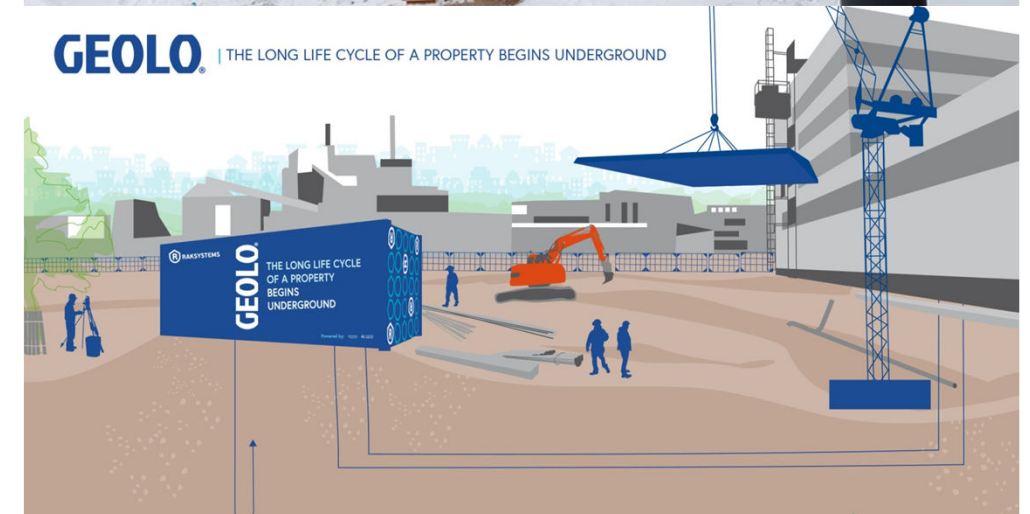 GEOLO® | THE LONG LIFE CYCLE OF A PROPERTY BEGINS UNDERGROUND
RAKSYSTEMS
GEOLO®
THE LONG LIFE CYCLE
OF A PROPERTY
BEGINS
UNDERGROUND
Powered by: